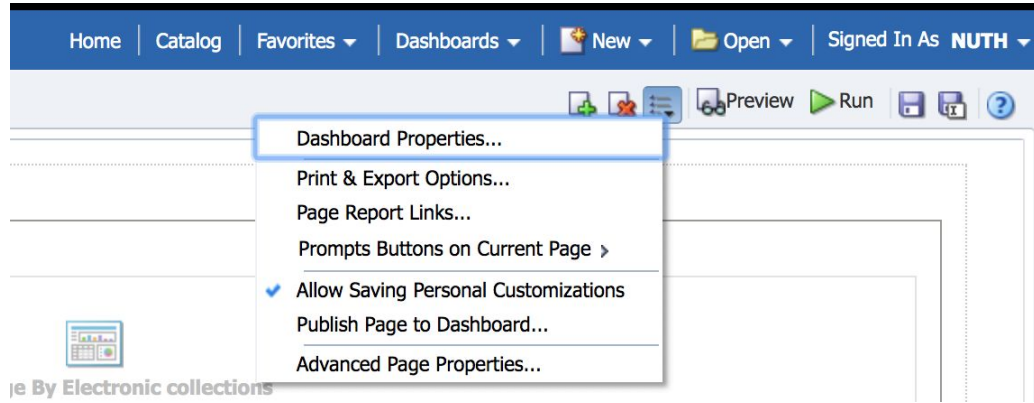 Home Catalog Favorites Dashboards New Open Signed In As NUTH
Preview Run
Dashboard Properties...
Print & Export Options...
Page Report Links...
Prompts Buttons on Current Page
Allow Saving Personal Customizations
Publish Page to Dashboard...
Advanced Page Properties...
By Electronic collections